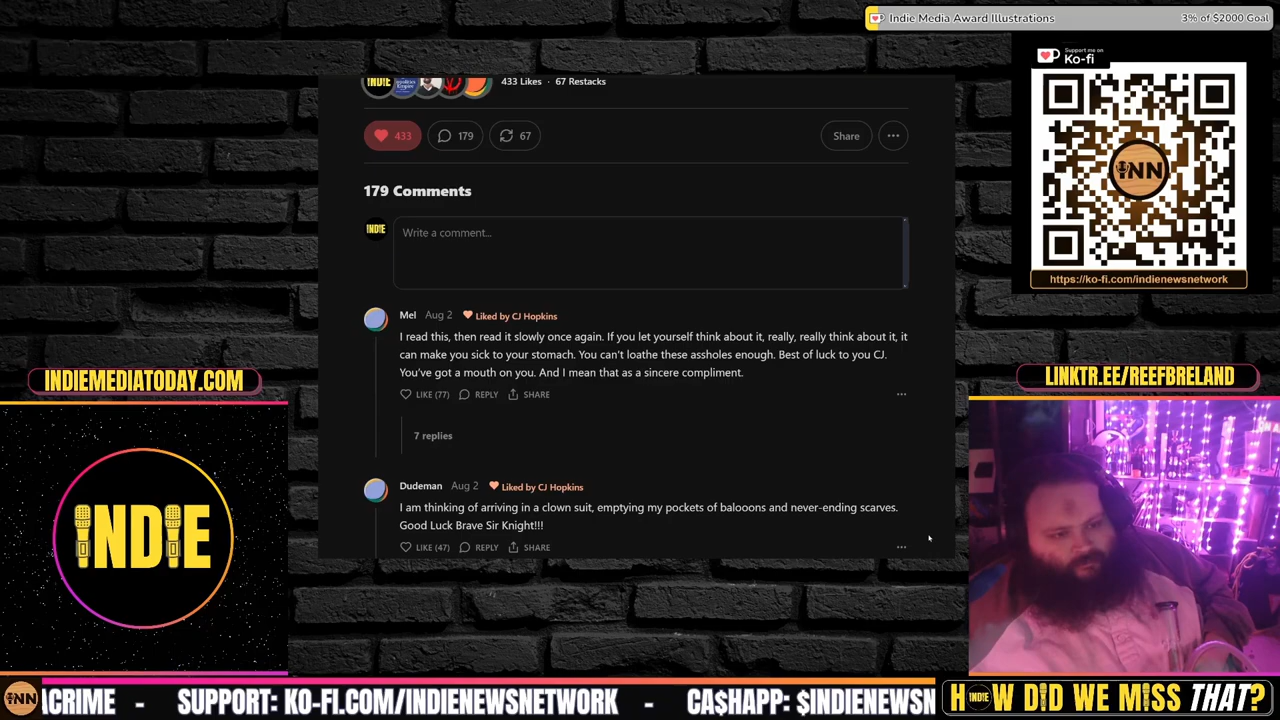 Indie Media Award Illustrations
3% of $2000 Goal
Support me on
Ko-fi
iNN
https://ko-fi.com/indienewsnetwork
INDIE
433 Likes · 67 Restacks
433
179
67
Share
179 Comments
INDIE
Write a comment...
Mel Aug 2 Liked by CJ Hopkins
I read this, then read it slowly once again. If you let yourself think about it, really, really think about it, it
can make you sick to your stomach. You can't loathe these assholes enough. Best of luck to you CJ.
You've got a mouth on you. And I mean that as a sincere compliment.
LIKE (77) REPLY SHARE
7 replies
Dudeman Aug 2 Liked by CJ Hopkins
I am thinking of arriving in a clown suit, emptying my pockets of balooons and never-ending scarves.
Good Luck Brave Sir Knight!!!
LIKE (47) REPLY SHARE
INDIEMEDIATODAY.COM
INDIE
LINKTR.EE/REEFBRELAND
iNN
ACRIME - SUPPORT: KO-FI.COM/INDIENEWSNETWORK - CA$HAPP: $INDIENEWSN
HOW DID WE MISS THAT?
INDIE